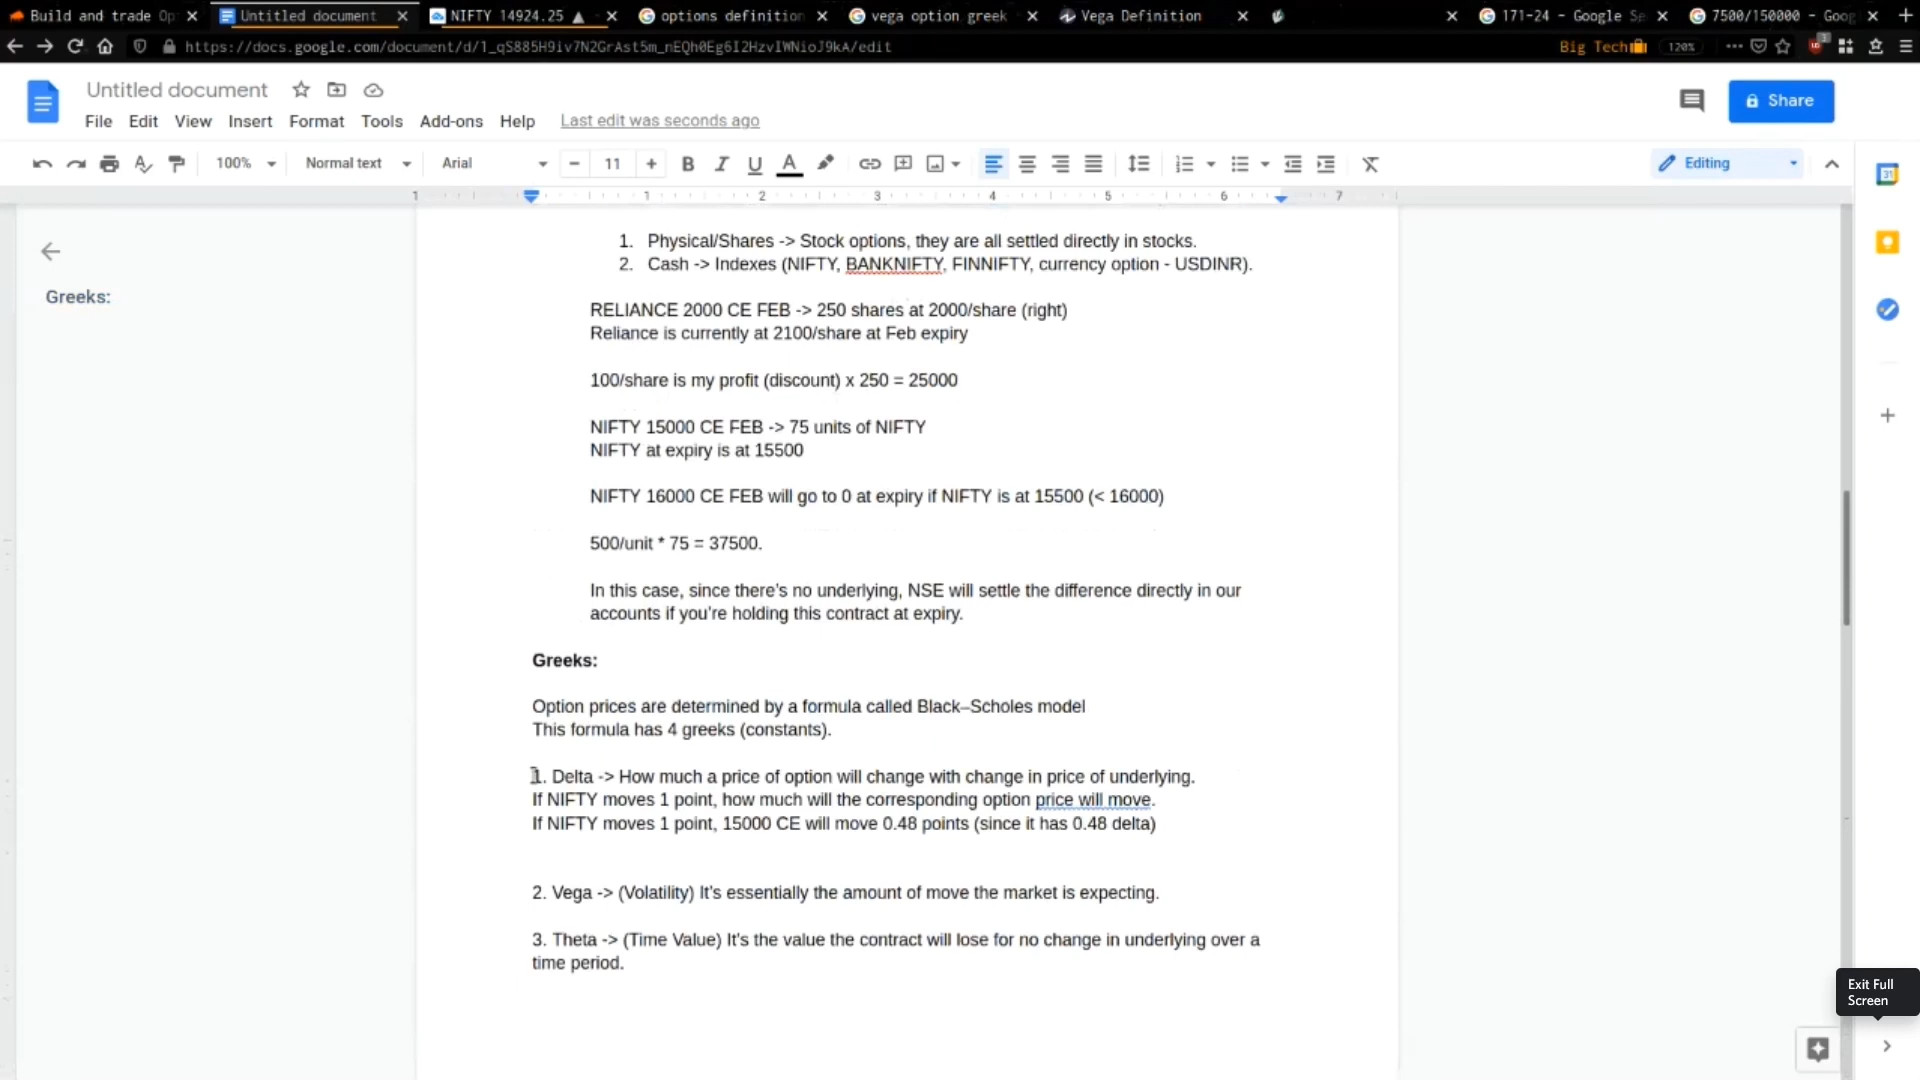 Build and trade Op
Untitled document
NIFTY 14924.25 ▲
options definition
vega option greek
Vega Definition
171-24 - Google Se
7500/150000 - Goog
https://docs.google.com/document/d/1_qS885H9iv7N2GrAst5m_nEQh0Eg6I2HzvIWNioJ9kA/edit
Big Tech
120%
Untitled document
Share
File Edit View Insert Format Tools Add-ons Help Last edit was seconds ago
100% Normal text Arial 11 Editing
1 1 2 3 4 5 6 7
Greeks:
1. Physical/Shares -> Stock options, they are all settled directly in stocks.
2. Cash -> Indexes (NIFTY, BANKNIFTY, FINNIFTY, currency option - USDINR).
RELIANCE 2000 CE FEB -> 250 shares at 2000/share (right)
Reliance is currently at 2100/share at Feb expiry
100/share is my profit (discount) x 250 = 25000
NIFTY 15000 CE FEB -> 75 units of NIFTY
NIFTY at expiry is at 15500
NIFTY 16000 CE FEB will go to 0 at expiry if NIFTY is at 15500 (< 16000)
500/unit * 75 = 37500.
In this case, since there's no underlying, NSE will settle the difference directly in our
accounts if you're holding this contract at expiry.
Greeks:
Option prices are determined by a formula called Black–Scholes model
This formula has 4 greeks (constants).
1. Delta -> How much a price of option will change with change in price of underlying.
If NIFTY moves 1 point, how much will the corresponding option price will move.
If NIFTY moves 1 point, 15000 CE will move 0.48 points (since it has 0.48 delta)
2. Vega -> (Volatility) It's essentially the amount of move the market is expecting.
3. Theta -> (Time Value) It's the value the contract will lose for no change in underlying over a
time period.
31
Exit Full
Screen